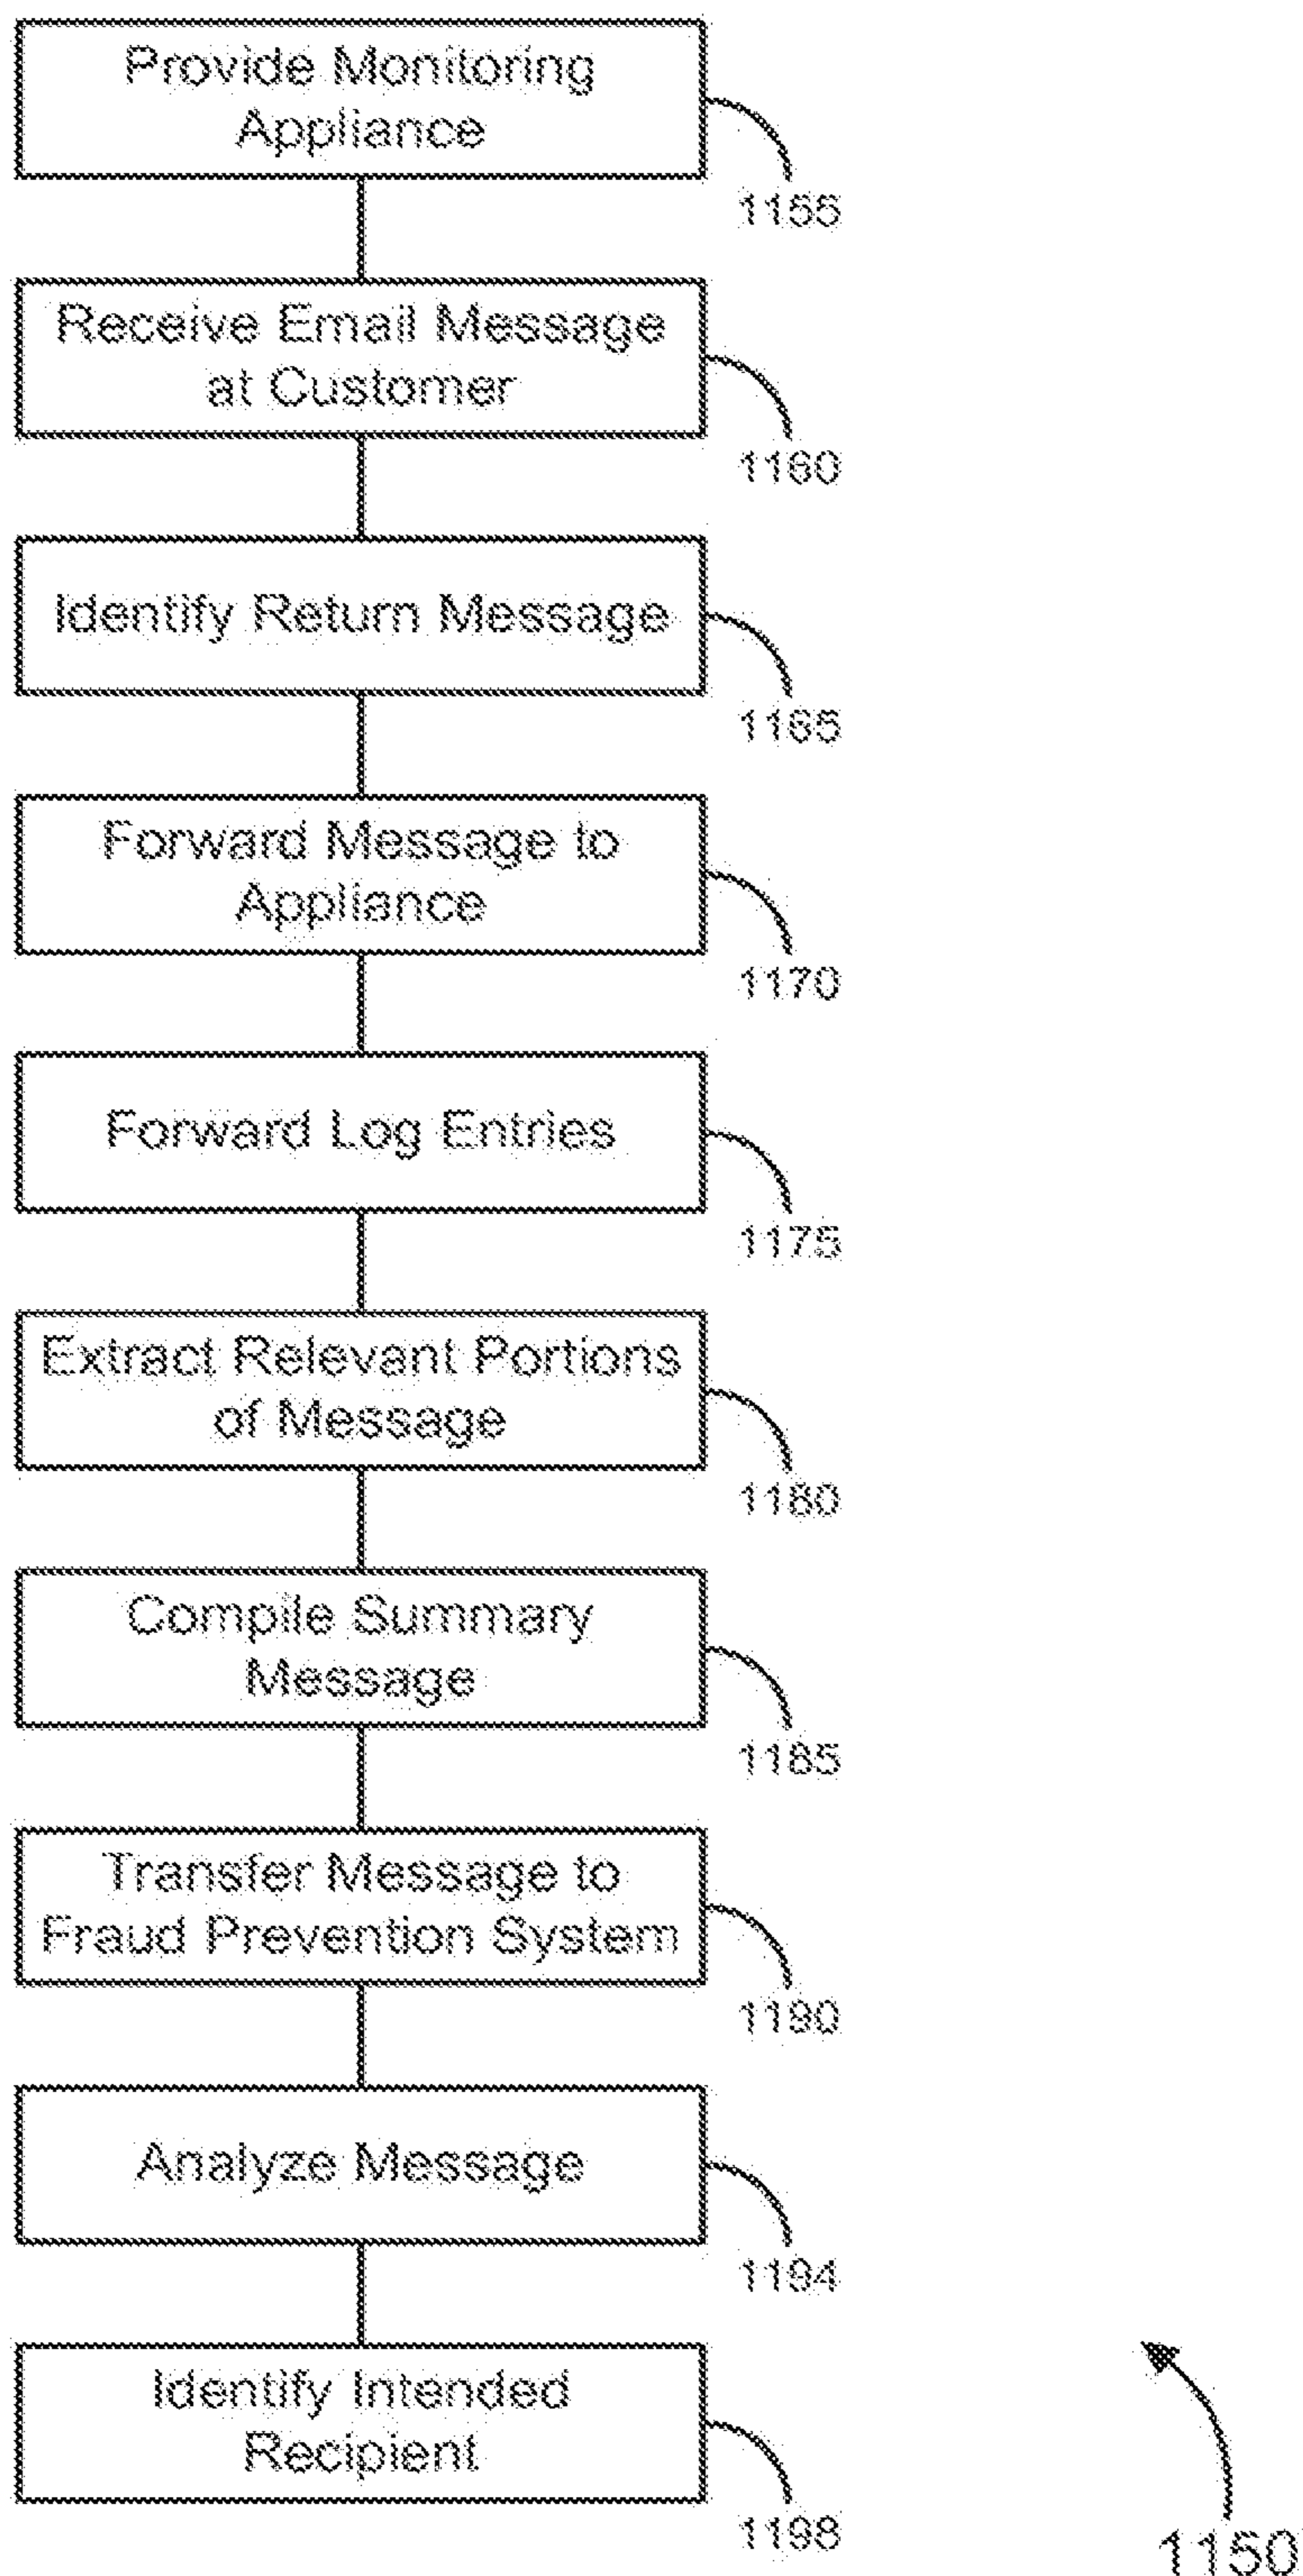 Provide Monitoring
Appliance
1155
Receive Email Message
at Customer
1160
Identify Return Message
1165
Forward Message to
Appliance
1170
Forward Log Entries
1175
Extract Relevant Portions
of Message
1180
Compile Summary
Message
1185
Transfer Message to
Fraud Prevention System
1190
Analyze Message
1194
Identify Intended
Recipient
1198
1150